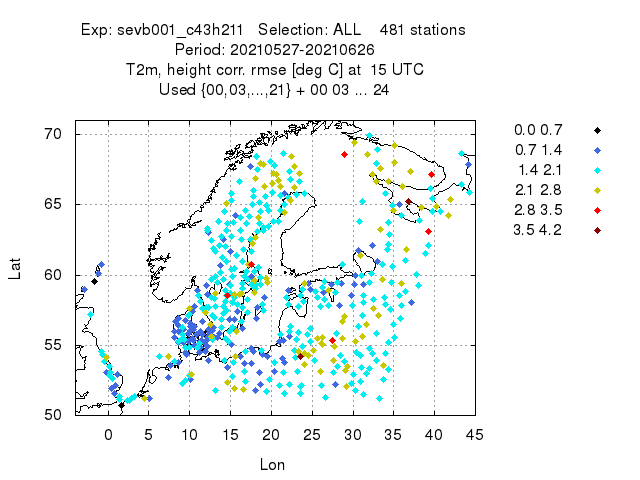 Exp: sevb001_c43h211   Selection: ALL    481 stations
Period: 20210527-20210626
T2m, height corr. rmse [deg C] at  15 UTC
Used {00,03,...,21} + 00 03 ... 24
70
65
60
55
50
Lat
0 5 10 15 20 25 30 35 40 45
Lon
0.0 0.7
0.7 1.4
1.4 2.1
2.1 2.8
2.8 3.5
3.5 4.2